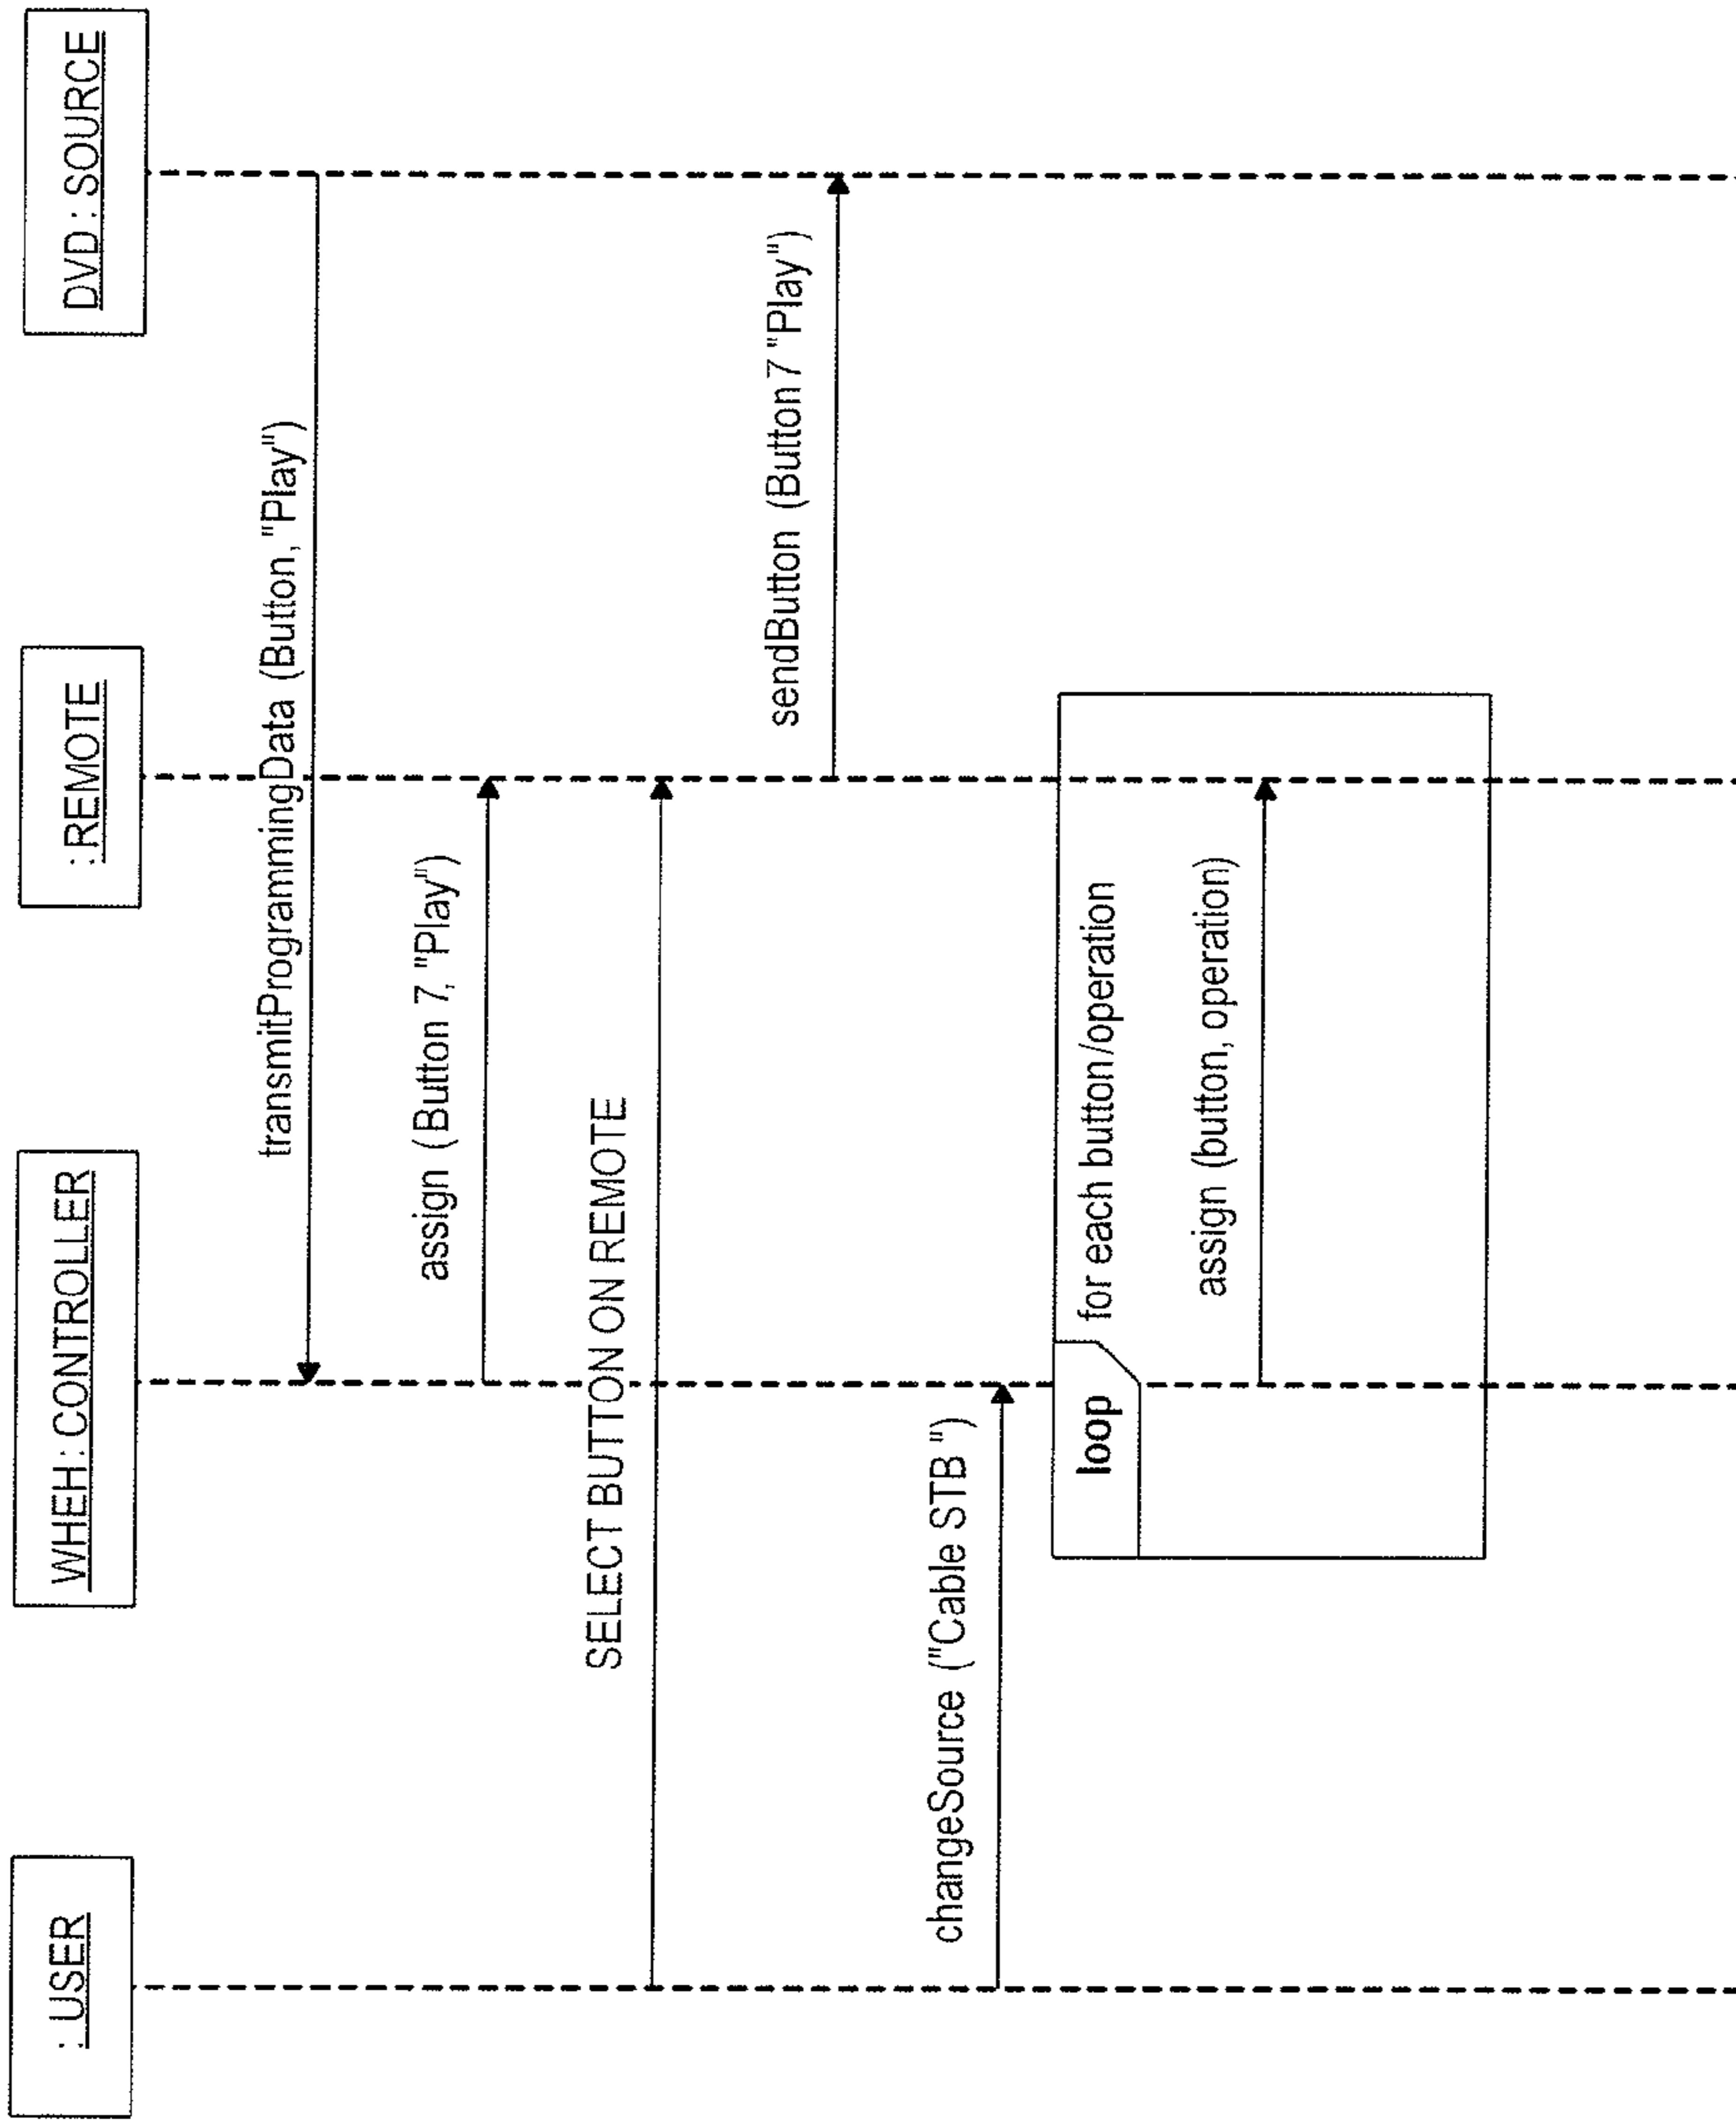 : USER
WHEH : CONTROLLER
: REMOTE
DVD : SOURCE
transmitProgrammingData (Button, "Play")
assign (Button 7, "Play")
SELECT BUTTON ON REMOTE
sendButton (Button 7 "Play")
changeSource ("Cable STB ")
loop
for each button/operation
assign (button, operation)